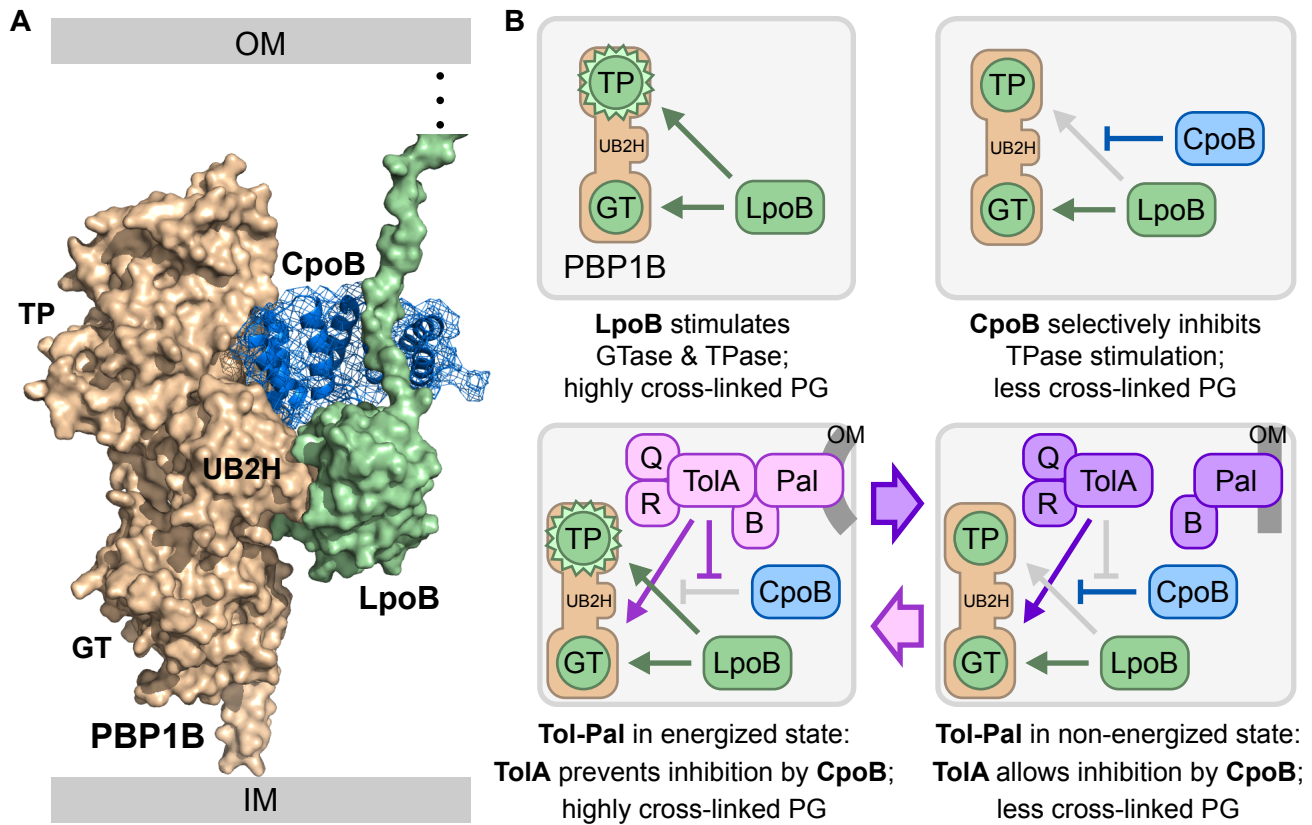 A
OM
CpoB
TP
UB2H
LpoB
GT
PBP1B
IM
B
TP
UB2H
GT
LpoB
PBP1B
LpoB stimulates
GTase & TPase;
highly cross-linked PG
TP
UB2H
GT
CpoB
LpoB
CpoB selectively inhibits
TPase stimulation;
less cross-linked PG
OM
Q
R
TolA
Pal
B
TP
UB2H
GT
CpoB
LpoB
Tol-Pal in energized state:
TolA prevents inhibition by CpoB;
highly cross-linked PG
OM
Q
R
TolA
Pal
B
TP
UB2H
GT
CpoB
LpoB
Tol-Pal in non-energized state:
TolA allows inhibition by CpoB;
less cross-linked PG